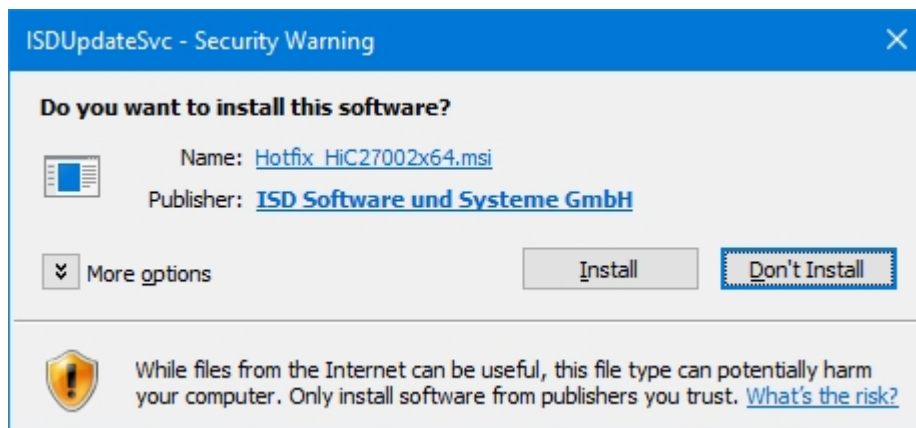 ISDUpdateSvc - Security Warning
Do you want to install this software?
Name: Hotfix_HiC27002x64.msi
Publisher: ISD Software und Systeme GmbH
More options
Install
Don't Install
While files from the Internet can be useful, this file type can potentially harm
your computer. Only install software from publishers you trust. What's the risk?